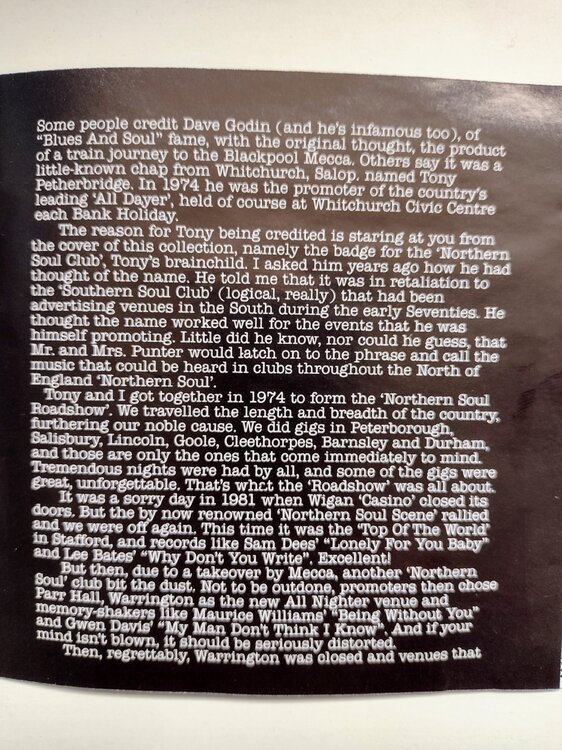 Some people credit Dave Godin (and he's infamous too), of
"Blues And Soul" fame, with the original thought, the product
of a train journey to the Blackpool Mecca. Others say it was a
little-known chap from Whitchurch, Salop. named Tony
Petherbridge. In 1974 he was the promoter of the country's
leading 'All Dayer', held of course at Whitchurch Civic Centre
each Bank Holiday.
The reason for Tony being credited is staring at you from
the cover of this collection, namely the badge for the 'Northern
Soul Club', Tony's brainchild. I asked him years ago how he had
thought of the name. He told me that it was in retaliation to
the 'Southern Soul Club' (logical, really) that had been
advertising venues in the South during the early Seventies. He
thought the name worked well for the events that he was
himself promoting. Little did he know, nor could he guess, that
Mr. and Mrs. Punter would latch on to the phrase and call the
music that could be heard in clubs throughout the North of
England 'Northern Soul'.
Tony and I got together in 1974 to form the 'Northern Soul
Roadshow'. We travelled the length and breadth of the country,
furthering our noble cause. We did gigs in Peterborough,
Salisbury, Lincoln, Goole, Cleethorpes, Barnsley and Durham,
and those are only the ones that come immediately to mind.
Tremendous nights were had by all, and some of the gigs were
great, unforgettable. That's what the 'Roadshow' was all about.
It was a sorry day in 1981 when Wigan 'Casino' closed its
doors. But the by now renowned 'Northern Soul Scene' rallied
and we were off again. This time it was the 'Top Of The World'
in Stafford, and records like Sam Dees' "Lonely For You Baby"
and Lee Bates' "Why Don't You Write". Excellent!
But then, due to a takeover by Mecca, another 'Northern
Soul' club bit the dust. Not to be outdone, promoters then chose
Parr Hall, Warrington as the new All Nighter venue and
memory-shakers like Maurice Williams' "Being Without You"
and Gwen Davis' "My Man Don't Think I Know". And if your
mind isn't blown, it should be seriously distorted.
Then, regrettably, Warrington was closed and venues that